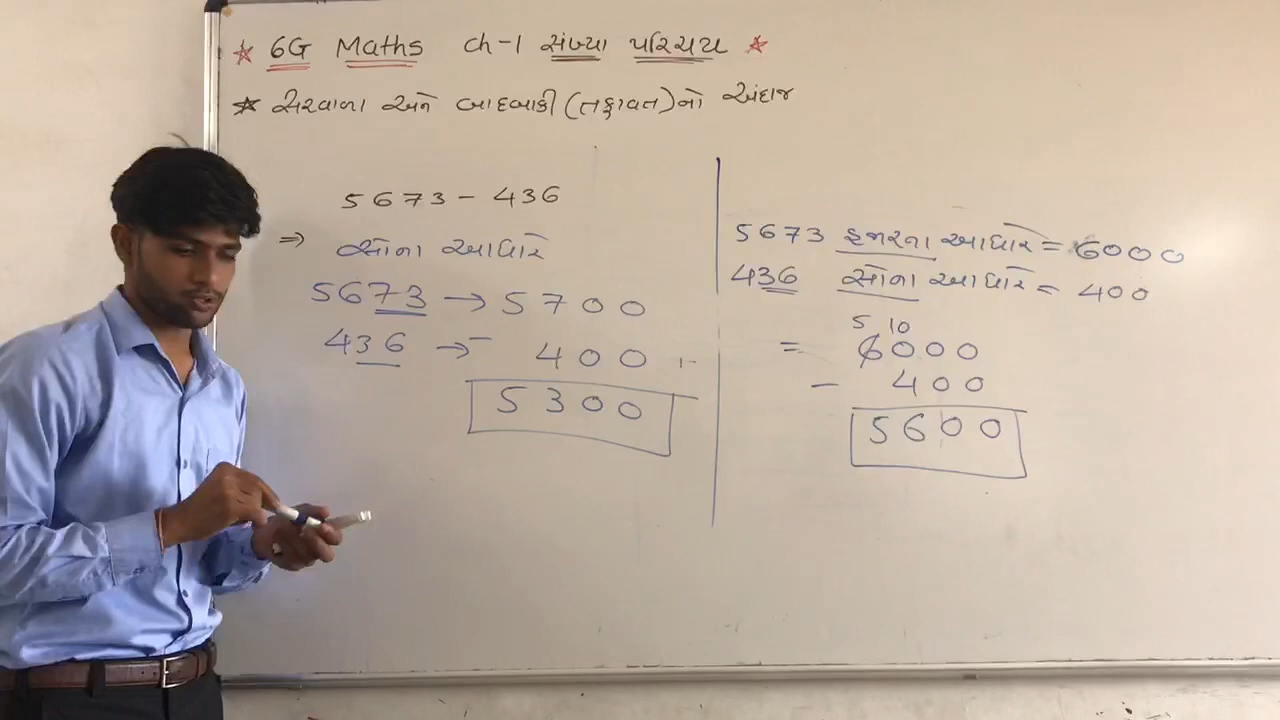 ★ 6G Maths ch-1 સંખ્યા પરિચય ★
★ સરવાળા અને બાદબાકી (તફાવત)નો અંદાજ
5673 - 436
⇒ સોના આધારે
5673 → 5700
436 → - 400
5300
5673 હજારના આધારે = 6000
436 સોના આધારે = 400
5 10
= 6000
- 400
5600